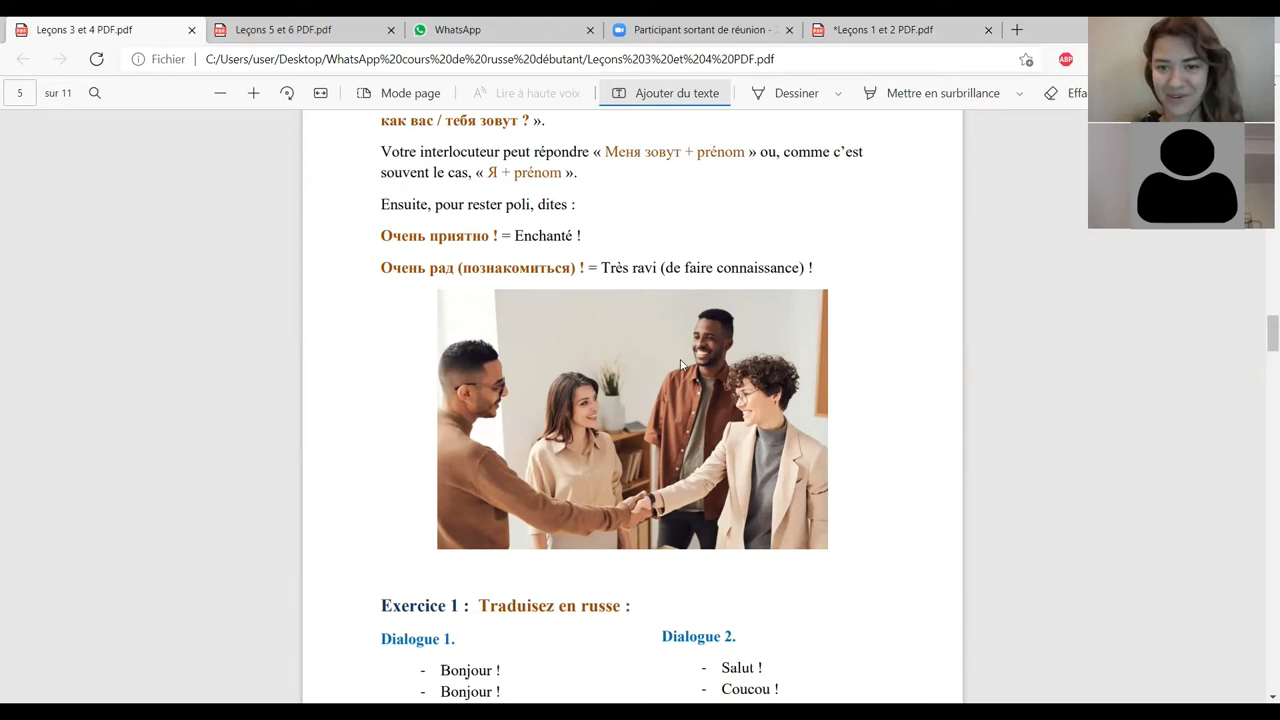 Leçons 3 et 4 PDF.pdf
Leçons 5 et 6 PDF.pdf
WhatsApp
Participant sortant de réunion -
*Leçons 1 et 2 PDF.pdf
Fichier
C:/Users/user/Desktop/WhatsApp%20cours%20de%20russe%20débutant/Leçons%203%20et%204%20PDF.pdf
ABP
5 sur 11
Mode page
Lire à haute voix
Ajouter du texte
Dessiner
Mettre en surbrillance
Effa
как вас / тебя зовут ? ».
Votre interlocuteur peut répondre « Меня зовут + prénom » ou, comme c’est
souvent le cas, « Я + prénom ».
Ensuite, pour rester poli, dites :
Очень приятно ! = Enchanté !
Очень рад (познакомиться) ! = Très ravi (de faire connaissance) !
Exercice 1 : Traduisez en russe :
Dialogue 1.
- Bonjour !
- Bonjour !
Dialogue 2.
- Salut !
- Coucou !